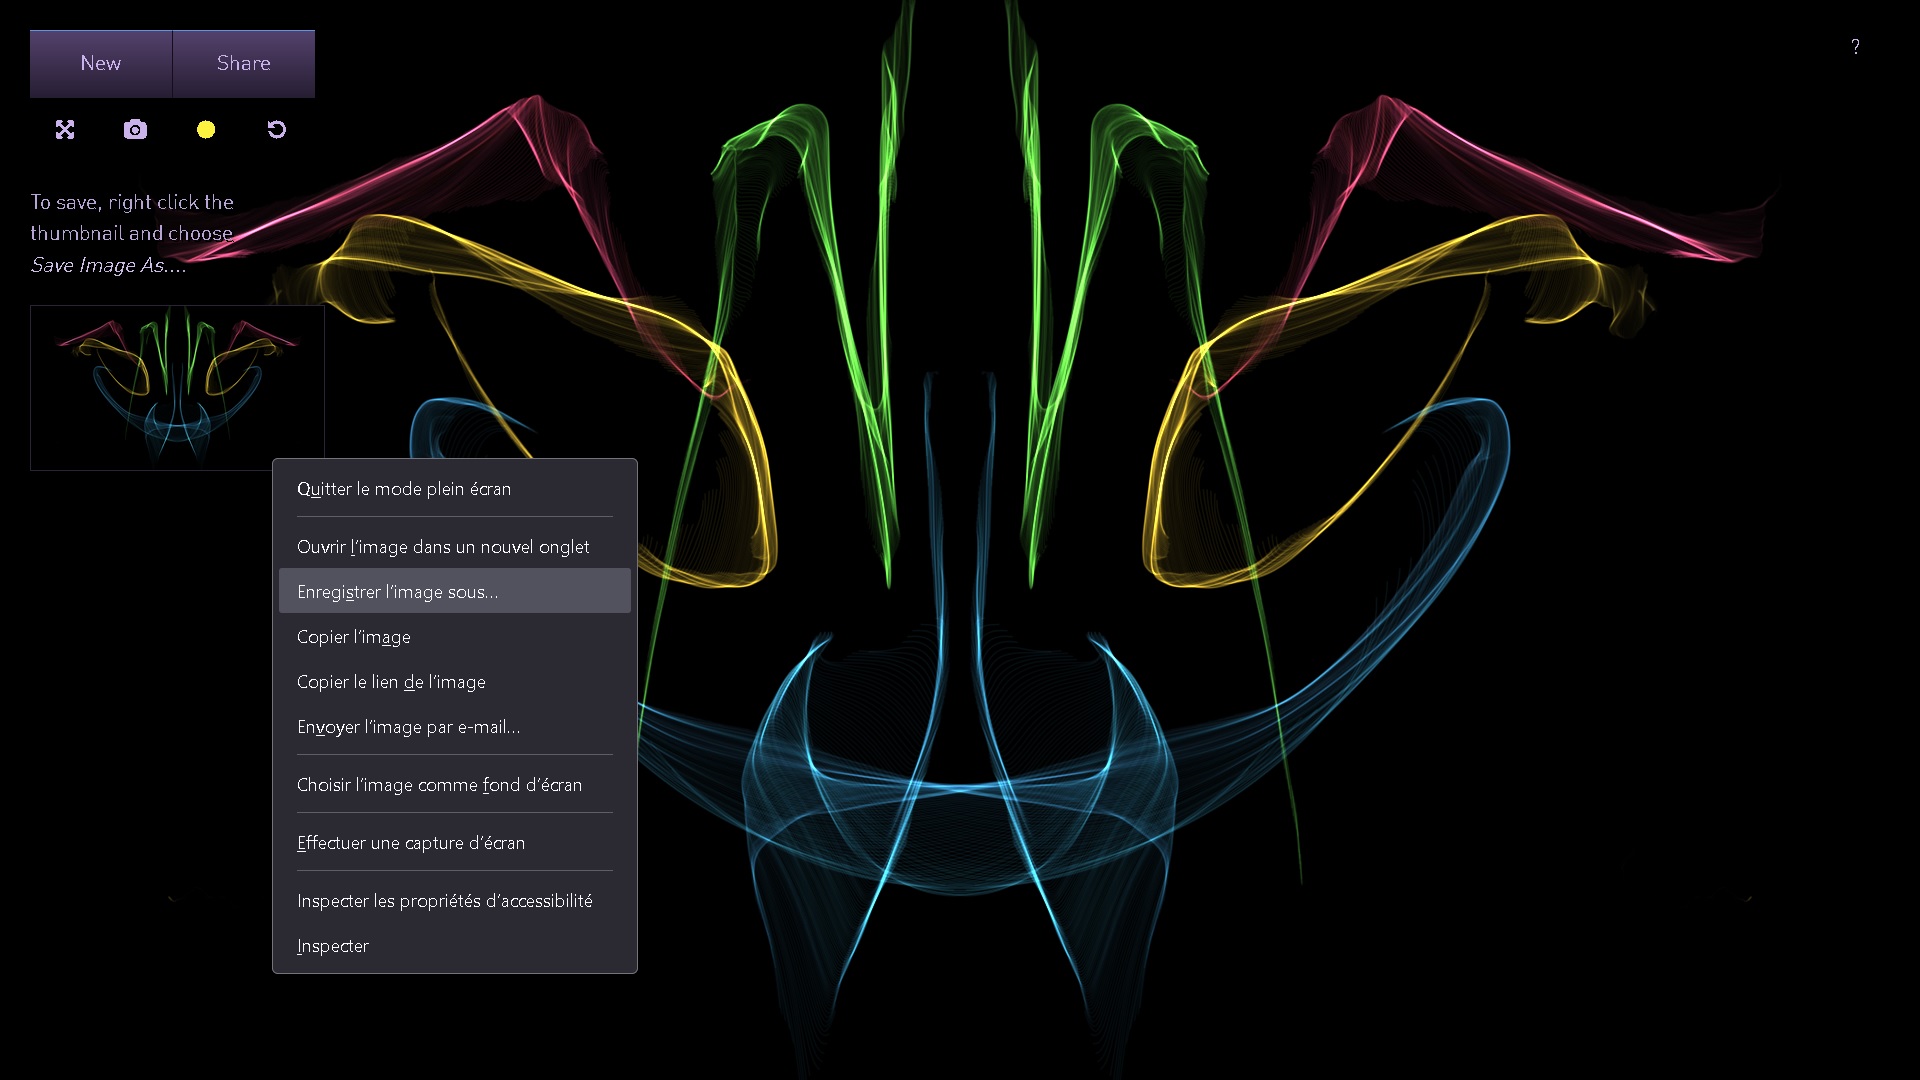 New
Share
?
To save, right click the
thumbnail and choose
Save Image As....
Quitter le mode plein écran
Ouvrir l’image dans un nouvel onglet
Enregistrer l’image sous…
Copier l’image
Copier le lien de l’image
Envoyer l’image par e-mail…
Choisir l’image comme fond d’écran
Effectuer une capture d’écran
Inspecter les propriétés d’accessibilité
Inspecter